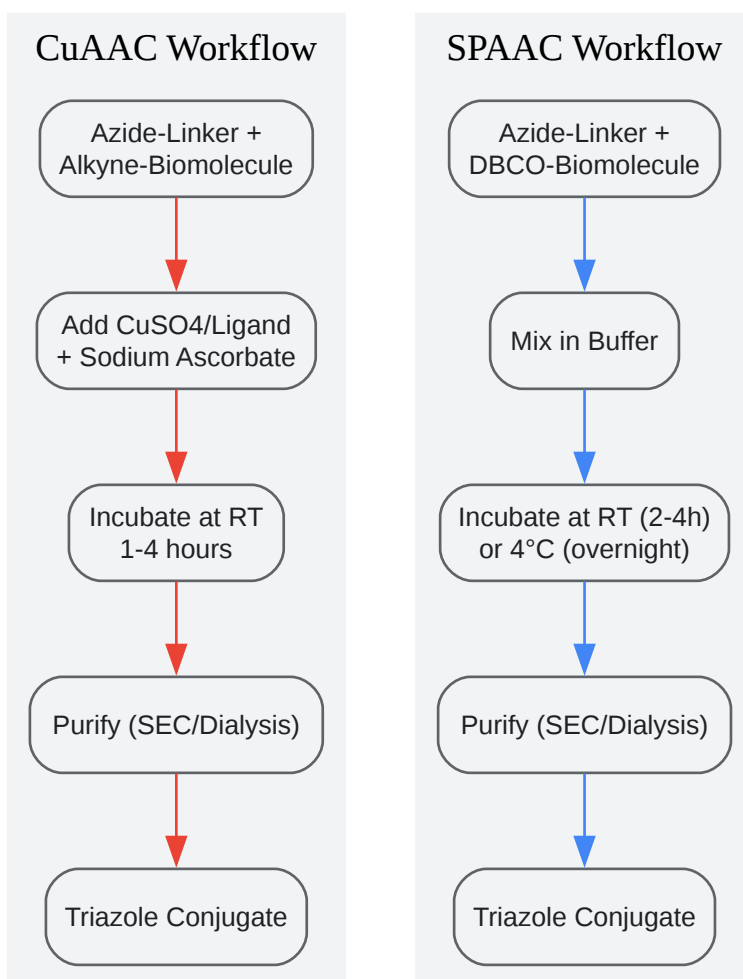 CuAAC Workflow
Azide-Linker +
Alkyne-Biomolecule
Add CuSO4/Ligand
+ Sodium Ascorbate
Incubate at RT
1-4 hours
Purify (SEC/Dialysis)
Triazole Conjugate
SPAAC Workflow
Azide-Linker +
DBCO-Biomolecule
Mix in Buffer
Incubate at RT (2-4h)
or 4°C (overnight)
Purify (SEC/Dialysis)
Triazole Conjugate